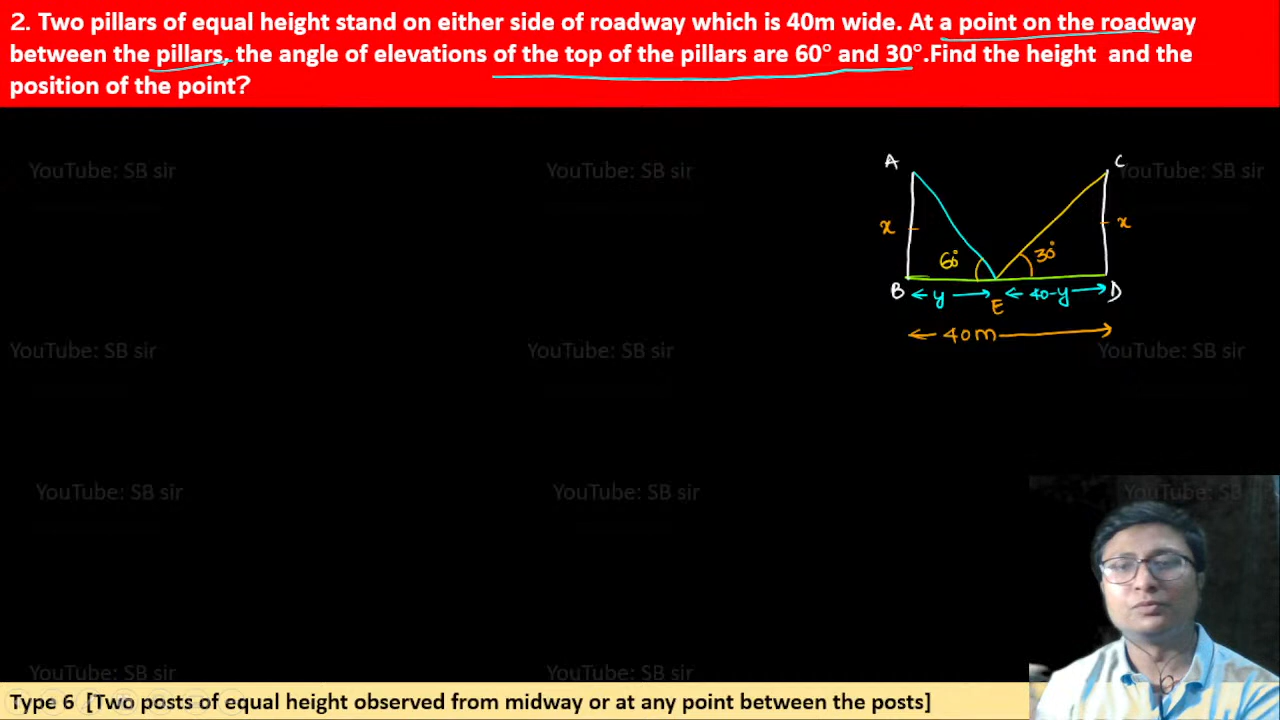 2. Two pillars of equal height stand on either side of roadway which is 40m wide. At a point on the roadway
between the pillars, the angle of elevations of the top of the pillars are 60° and 30°.Find the height and the
position of the point?
YouTube: SB sir
YouTube: SB sir
YouTube: SB sir
A
C
x
x
60°
30°
B
y
E
40-y
D
40m
YouTube: SB sir
YouTube: SB sir
YouTube: SB sir
YouTube: SB sir
YouTube: SB sir
YouTube: SB
YouTube: SB sir
YouTube: SB sir
Type 6 [Two posts of equal height observed from midway or at any point between the posts]